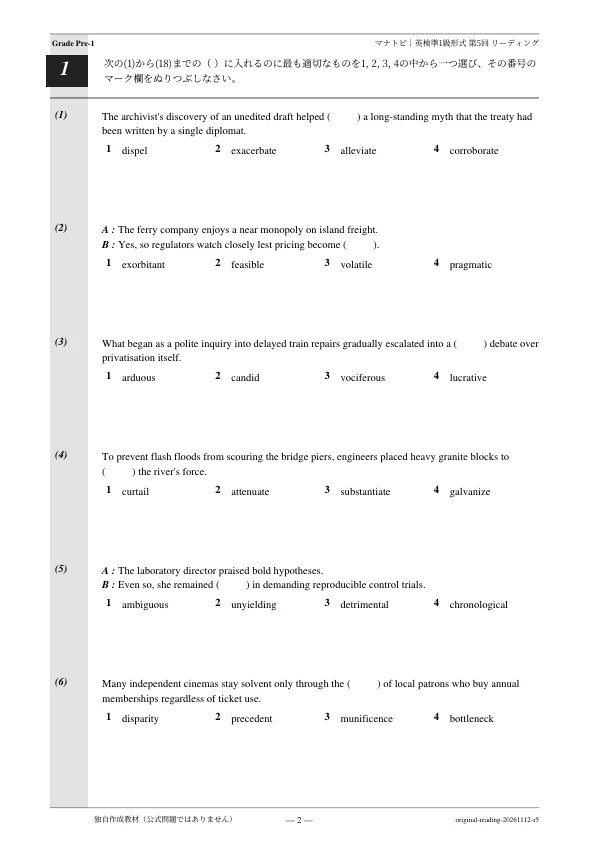 Grade Pre-1
マナトビ｜英検準1級形式 第5回 リーディング
1
次の(1)から(18)までの（ ）に入れるのに最も適切なものを1, 2, 3, 4の中から一つ選び、その番号の
マーク欄をぬりつぶしなさい。
(1)
The archivist's discovery of an unedited draft helped ( ) a long-standing myth that the treaty had
been written by a single diplomat.
1 dispel 2 exacerbate 3 alleviate 4 corroborate
(2)
A : The ferry company enjoys a near monopoly on island freight.
B : Yes, so regulators watch closely lest pricing become ( ).
1 exorbitant 2 feasible 3 volatile 4 pragmatic
(3)
What began as a polite inquiry into delayed train repairs gradually escalated into a ( ) debate over
privatisation itself.
1 arduous 2 candid 3 vociferous 4 lucrative
(4)
To prevent flash floods from scouring the bridge piers, engineers placed heavy granite blocks to
( ) the river's force.
1 curtail 2 attenuate 3 substantiate 4 galvanize
(5)
A : The laboratory director praised bold hypotheses.
B : Even so, she remained ( ) in demanding reproducible control trials.
1 ambiguous 2 unyielding 3 detrimental 4 chronological
(6)
Many independent cinemas stay solvent only through the ( ) of local patrons who buy annual
memberships regardless of ticket use.
1 disparity 2 precedent 3 munificence 4 bottleneck
独自作成教材（公式問題ではありません）
— 2 —
original-reading-20261112-r5